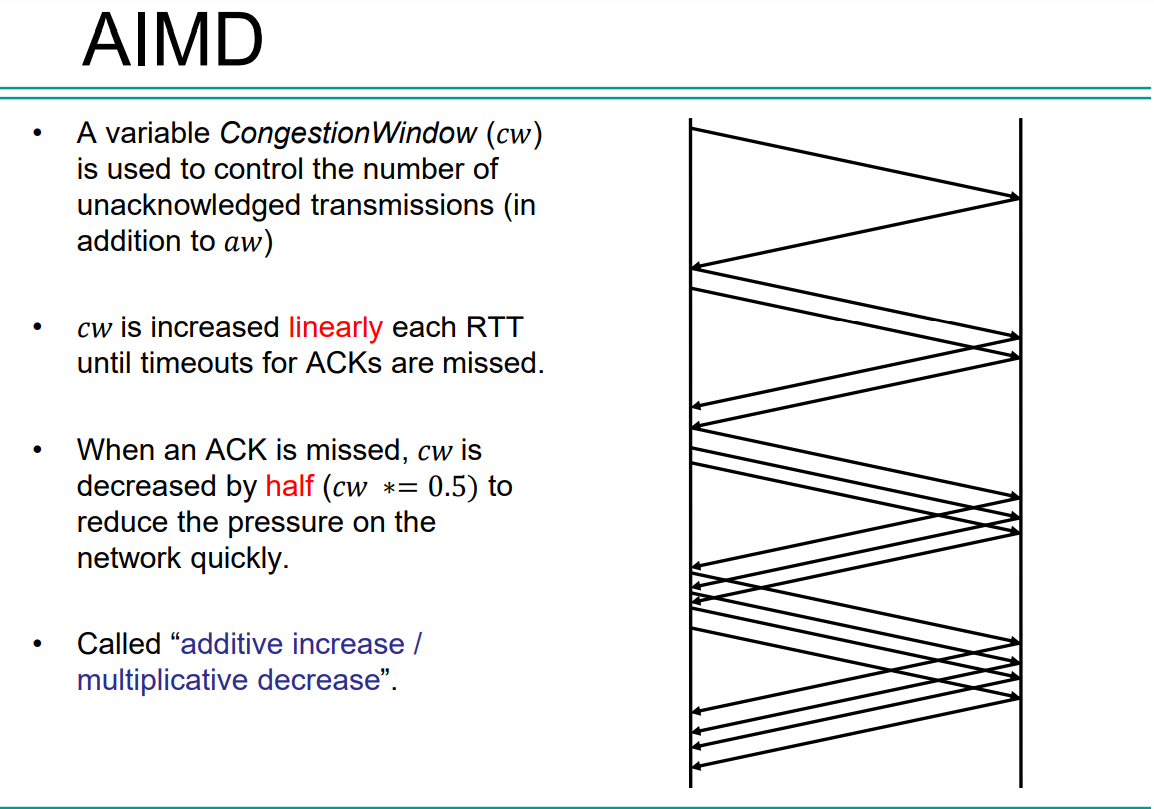 AIMD
• A variable CongestionWindow (cw)
is used to control the number of
unacknowledged transmissions (in
addition to aw)
• cw is increased linearly each RTT
until timeouts for ACKs are missed.
• When an ACK is missed, cw is
decreased by half (cw *= 0.5) to
reduce the pressure on the
network quickly.
• Called “additive increase /
multiplicative decrease”.